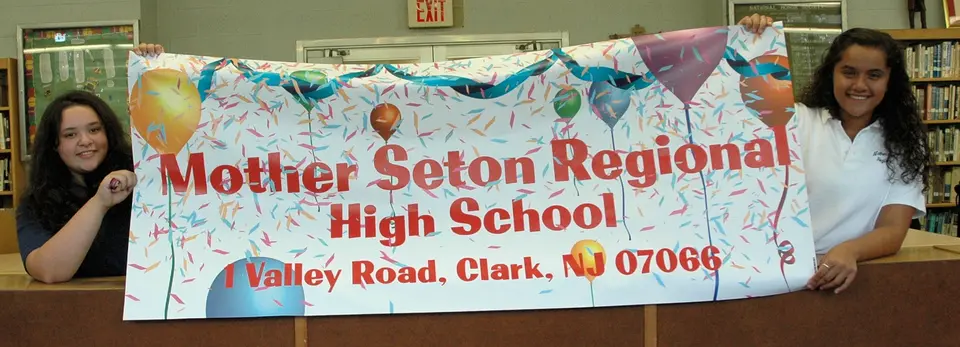 EXIT
Mother Seton Regional
High School
1 Valley Road, Clark, NJ 07066